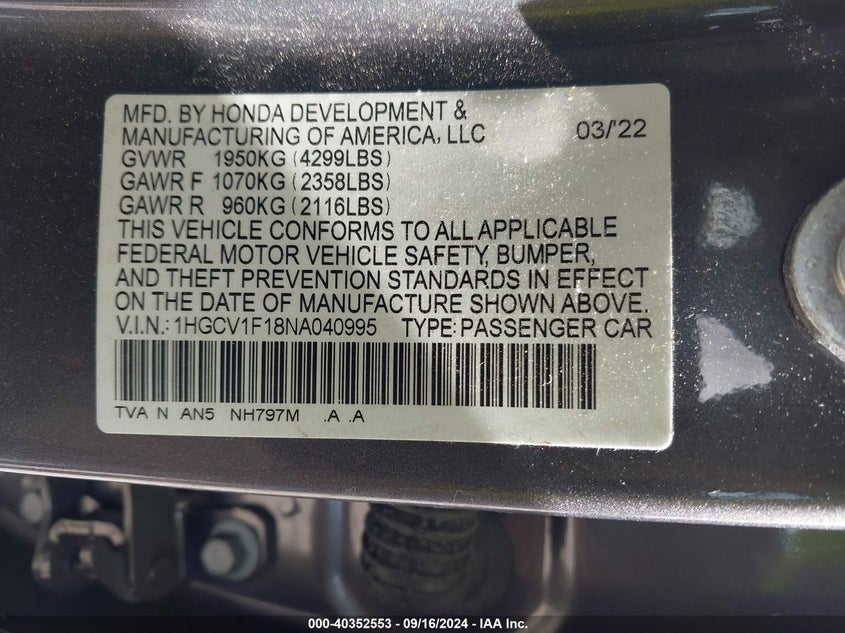 MFD. BY HONDA DEVELOPMENT &
MANUFACTURING OF AMERICA, LLC 03/'22
GVWR 1950KG (4299LBS)
GAWR F 1070KG (2358LBS)
GAWR R 960KG (2116LBS)
THIS VEHICLE CONFORMS TO ALL APPLICABLE
FEDERAL MOTOR VEHICLE SAFETY, BUMPER,
AND THEFT PREVENTION STANDARDS IN EFFECT
ON THE DATE OF MANUFACTURE SHOWN ABOVE.
V.I.N.: 1HGCV1F18NA040995 TYPE: PASSENGER CAR
TVA N AN5 NH797M .A .A
000-40352553 - 09/16/2024 - IAA Inc.